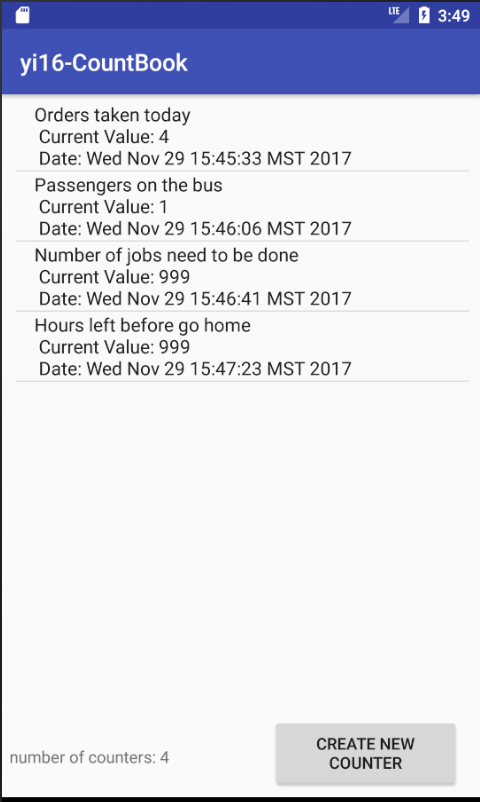 LTE 3:49
yi16-CountBook
Orders taken today
Current Value: 4
Date: Wed Nov 29 15:45:33 MST 2017
Passengers on the bus
Current Value: 1
Date: Wed Nov 29 15:46:06 MST 2017
Number of jobs need to be done
Current Value: 999
Date: Wed Nov 29 15:46:41 MST 2017
Hours left before go home
Current Value: 999
Date: Wed Nov 29 15:47:23 MST 2017
number of counters: 4
CREATE NEW
COUNTER